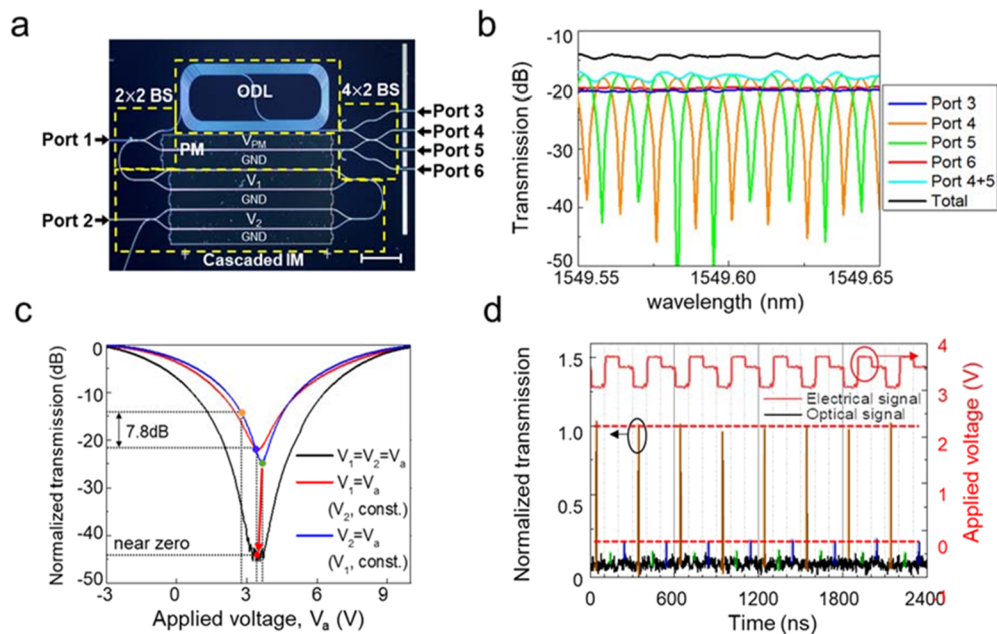 a
2×2 BS
ODL
4×2 BS
Port 3
Port 1
Port 4
PM
V_PM
Port 5
GND
Port 6
V_1
GND
Port 2
V_2
GND
Cascaded IM
b
Transmission (dB)
-10
-20
-30
-40
-50
1549.55
1549.60
1549.65
wavelength (nm)
Port 3
Port 4
Port 5
Port 6
Port 4+5
Total
c
Normalized transmission (dB)
0
-10
-20
-30
-40
-50
7.8dB
near zero
V_1=V_2=V_a
V_1=V_a
(V_2, const.)
V_2=V_a
(V_1, const.)
-3
0
3
6
9
Applied voltage, V_a (V)
d
Normalized transmission
1.5
1.0
0.5
0
Electrical signal
Optical signal
4
3
2
1
0
-1
Applied voltage (V)
0
600
1200
1800
2400
Time (ns)